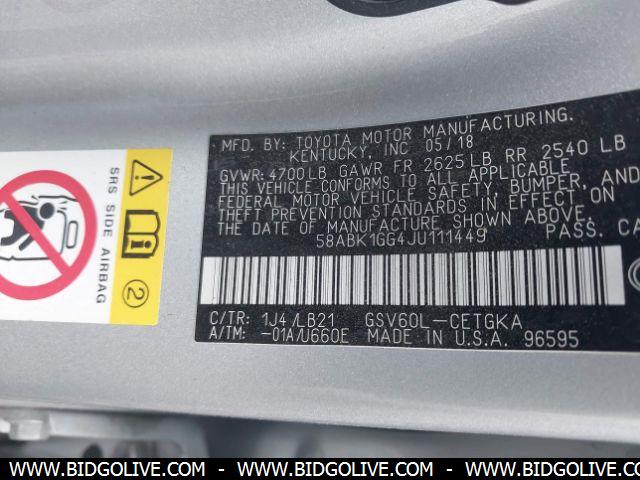 SRS SIDE AIRBAG
2
MFD. BY: TOYOTA MOTOR MANUFACTURING.
KENTUCKY, INC 05/18
GVWR: 4700LB GAWR FR 2625LB RR 2540 LB
THIS VEHICLE CONFORMS TO ALL APPLICABLE
FEDERAL MOTOR VEHICLE SAFETY, BUMPER, AND
THEFT PREVENTION STANDARDS IN EFFECT ON
THE DATE OF MANUFACTURE SHOWN ABOVE.
58ABK1GG4JU111449 PASS. CA
C/TR: 1J4/LB21 GSV60L-CETGKA
A/TM: -01A/U660E MADE IN U.S.A. 96595
WWW.BIDGOLIVE.COM - WWW.BIDGOLIVE.COM - WWW.BIDGOLIVE.COM